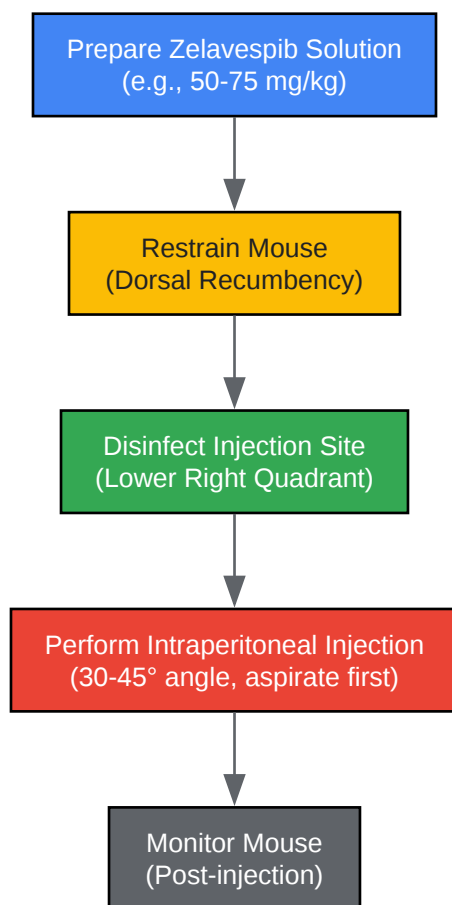 Prepare Zelavespib Solution
(e.g., 50-75 mg/kg)
Restrain Mouse
(Dorsal Recumbency)
Disinfect Injection Site
(Lower Right Quadrant)
Perform Intraperitoneal Injection
(30-45° angle, aspirate first)
Monitor Mouse
(Post-injection)